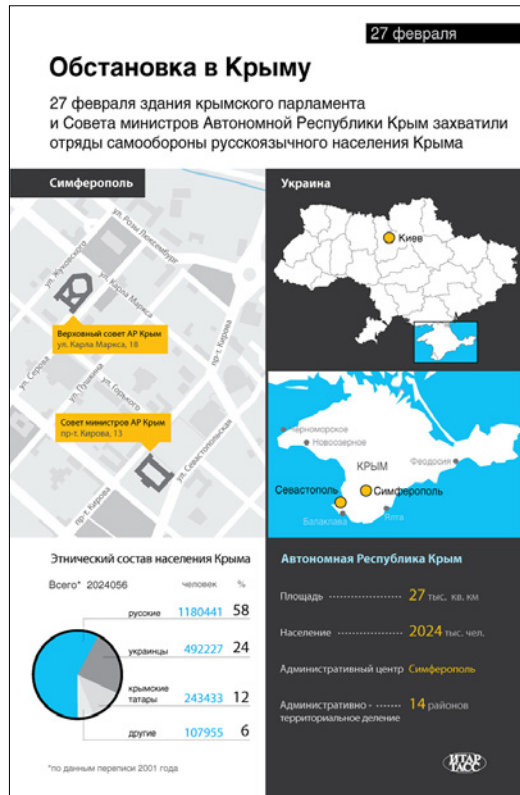 27 февраля
Обстановка в Крыму
27 февраля здания крымского парламента
и Совета министров Автономной Республики Крым захватили
отряды самообороны русскоязычного населения Крыма
Симферополь
ул. Розы Люксембург
ул. Жуковского
ул. Карла Маркса
Верховный совет АР Крым
ул. Карла Маркса, 18
пр-т. Кирова
ул. Серова
ул. Пушкина
ул. Горького
Совет министров АР Крым
пр-т. Кирова, 13
ул. Севастопольская
пр-т. Кирова
Украина
Киев
Черноморское
Новоозерное
КРЫМ
Феодосия
Севастополь
Симферополь
Балаклава
Ялта
Этнический состав населения Крыма
Всего* 2024056 человек %
русские 1180441 58
украинцы 492227 24
крымские
татары 243433 12
другие 107955 6
*по данным переписи 2001 года
Автономная Республика Крым
Площадь 27 тыс. кв. км
Население 2024 тыс. чел.
Административный центр Симферополь
Административно - 14 районов
территориальное деление
ИТАР
ТАСС